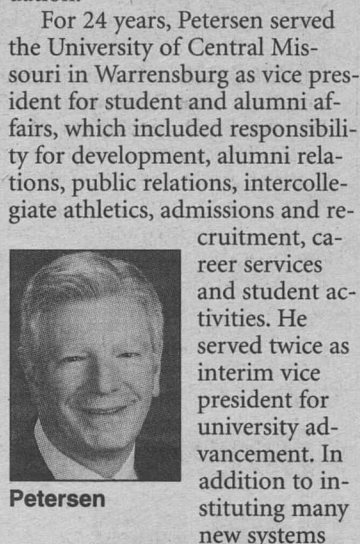 For 24 years, Petersen served
the University of Central Mis-
souri in Warrensburg as vice pres-
ident for student and alumni af-
fairs, which included responsibili-
ty for development, alumni rela-
tions, public relations, intercolle-
giate athletics, admissions and re-
cruitment, ca-
reer services
and student ac-
tivities. He
served twice as
interim vice
president for
university ad-
vancement. In
addition to in-
stituting many
new systems
Petersen